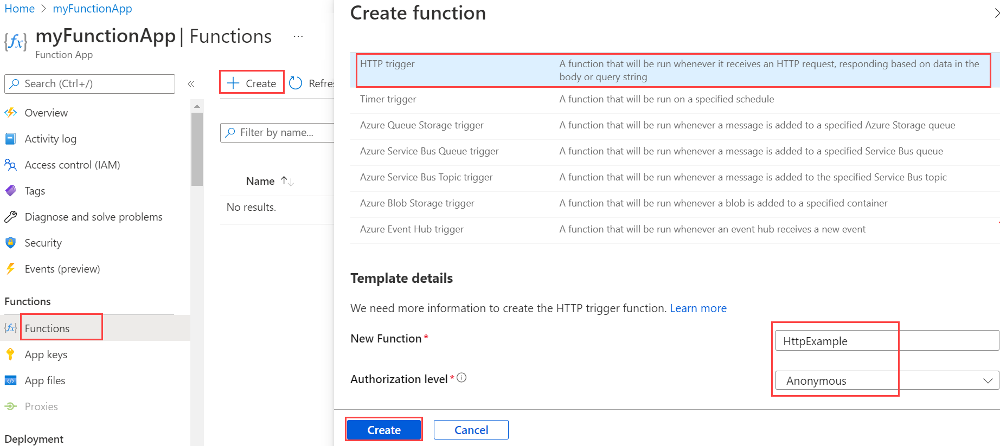 Home > myFunctionApp
myFunctionApp | Functions ...
Function App
Search (Ctrl+/)
«
Overview
Activity log
Access control (IAM)
Tags
Diagnose and solve problems
Security
Events (preview)
Functions
Functions
App keys
App files
Proxies
Deployment
+ Create
Refres
Filter by name...
Name ↑↓
No results.
Create function
HTTP trigger
A function that will be run whenever it receives an HTTP request, responding based on data in the
body or query string
Timer trigger
A function that will be run on a specified schedule
Azure Queue Storage trigger
A function that will be run whenever a message is added to a specified Azure Storage queue
Azure Service Bus Queue trigger
A function that will be run whenever a message is added to a specified Service Bus queue
Azure Service Bus Topic trigger
A function that will be run whenever a message is added to the specified Service Bus topic
Azure Blob Storage trigger
A function that will be run whenever a blob is added to a specified container
Azure Event Hub trigger
A function that will be run whenever an event hub receives a new event
Template details
We need more information to create the HTTP trigger function. Learn more
New Function *
HttpExample
Authorization level *
Anonymous
Create
Cancel